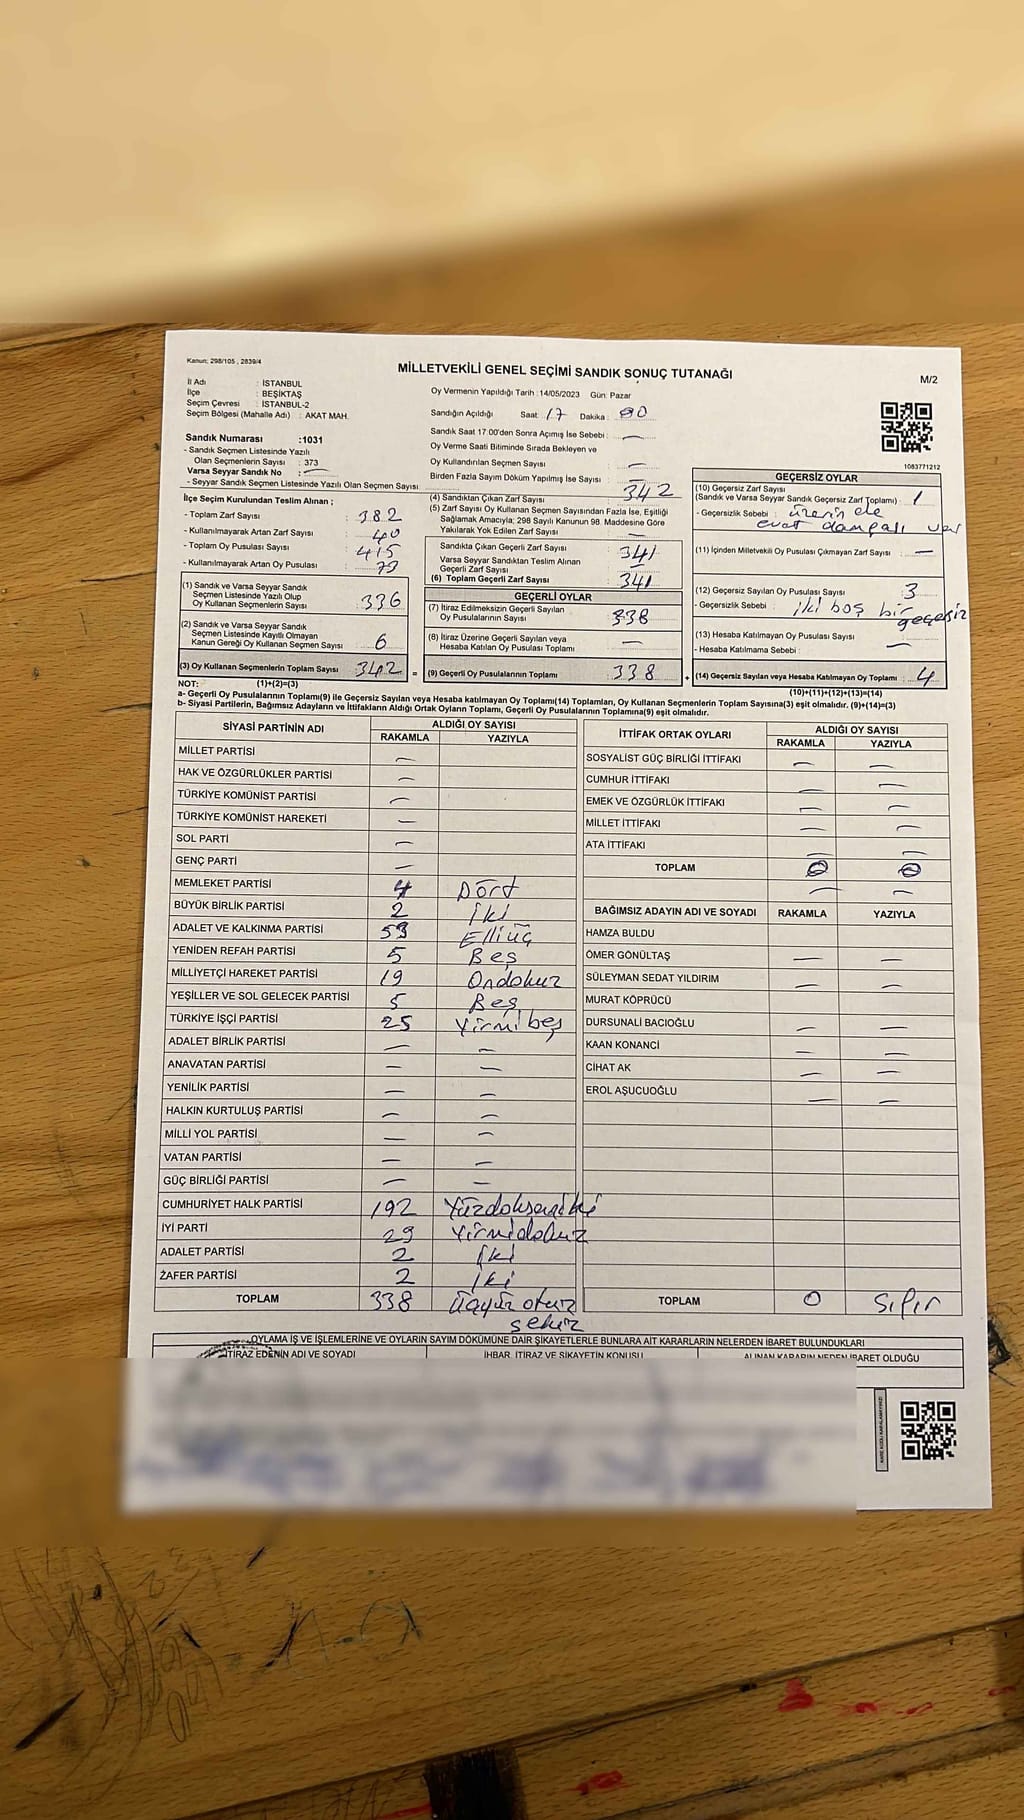 Kanun: 298/105 , 2839/4
MİLLETVEKİLİ GENEL SEÇİMİ SANDIK SONUÇ TUTANAĞI
M/2
İl Adı : İSTANBUL
İlçe : BEŞİKTAŞ
Seçim Çevresi : İSTANBUL-2
Seçim Bölgesi (Mahalle Adı) : AKAT MAH.
Sandık Numarası :1031
- Sandık Seçmen Listesinde Yazılı
Olan Seçmenlerin Sayısı : 373
Varsa Seyyar Sandık No : —
- Seyyar Sandık Seçmen Listesinde Yazılı Olan Seçmen Sayısı :
Oy Vermenin Yapıldığı Tarih :14/05/2023 Gün: Pazar
Sandığın Açıldığı Saat: 17 Dakika : 00
Sandık Saat 17:00'den Sonra Açımış İse Sebebi : —
Oy Verme Saati Bitiminde Sırada Bekleyen ve
Oy Kullandırılan Seçmen Sayısı : —
Birden Fazla Sayım Döküm Yapılmış İse Sayısı : —
1083771212
İlçe Seçim Kurulundan Teslim Alınan ;
- Toplam Zarf Sayısı : 382
- Kullanılmayarak Artan Zarf Sayısı : 40
- Toplam Oy Pusulası Sayısı : 415
- Kullanılmayarak Artan Oy Pusulası : 73
(1) Sandık ve Varsa Seyyar Sandık
Seçmen Listesinde Yazılı Olup
Oy Kullanan Seçmenlerin Sayısı : 336
(2) Sandık ve Varsa Seyyar Sandık
Seçmen Listesinde Kayıtlı Olmayan
Kanun Gereği Oy Kullanan Seçmen Sayısı : 6
(3) Oy Kullanan Seçmenlerin Toplam Sayısı : 342
(1)+(2)=(3)
(4) Sandıktan Çıkan Zarf Sayısı : 342
(5) Zarf Sayısı Oy Kullanan Seçmen Sayısından Fazla İse, Eşitliği
Sağlamak Amacıyla; 298 Sayılı Kanunun 98. Maddesine Göre
Yakılarak Yok Edilen Zarf Sayısı : —
Sandıkta Çıkan Geçerli Zarf Sayısı : 341
Varsa Seyyar Sandıktan Teslim Alınan
Geçerli Zarf Sayısı : —
(6) Toplam Geçerli Zarf Sayısı : 341
GEÇERLİ OYLAR
(7) İtiraz Edilmeksizin Geçerli Sayılan
Oy Pusulalarının Sayısı : 338
(8) İtiraz Üzerine Geçerli Sayılan veya
Hesaba Katılan Oy Pusulası Toplamı : —
= (9) Geçerli Oy Pusulalarının Toplamı : 338
GEÇERSİZ OYLAR
(10) Geçersiz Zarf Sayısı
(Sandık ve Varsa Seyyar Sandık Geçersiz Zarf Toplamı) : 1
- Geçersizlik Sebebi : üzerinde
evet damgalı var
(11) İçinden Milletvekili Oy Pusulası Çıkmayan Zarf Sayısı : —
(12) Geçersiz Sayılan Oy Pusulası Sayısı : 3
- Geçersizlik Sebebi : iki boş bir
geçersiz
(13) Hesaba Katılmayan Oy Pusulası Sayısı : —
- Hesaba Katılmama Sebebi : —
+ (14) Geçersiz Sayılan veya Hesaba Katılmayan Oy Toplamı : 4
(10)+(11)+(12)+(13)=(14)
NOT:
a- Geçerli Oy Pusulalarının Toplamı(9) ile Geçersiz Sayılan veya Hesaba katılmayan Oy Toplamı(14) Toplamları, Oy Kullanan Seçmenlerin Toplam Sayısına(3) eşit olmalıdır. (9)+(14)=(3)
b- Siyasi Partilerin, Bağımsız Adayların ve İttifakların Aldığı Ortak Oyların Toplamı, Geçerli Oy Pusulalarının Toplamına(9) eşit olmalıdır.
SİYASİ PARTİNİN ADI ALDIĞI OY SAYISI
RAKAMLA YAZIYLA
MİLLET PARTİSİ —
HAK VE ÖZGÜRLÜKLER PARTİSİ —
TÜRKİYE KOMÜNİST PARTİSİ —
TÜRKİYE KOMÜNİST HAREKETİ —
SOL PARTİ —
GENÇ PARTİ —
MEMLEKET PARTİSİ 4 Dört
BÜYÜK BİRLİK PARTİSİ 2 İki
ADALET VE KALKINMA PARTİSİ 53 Elliüç
YENİDEN REFAH PARTİSİ 5 Beş
MİLLİYETÇİ HAREKET PARTİSİ 19 Ondokuz
YEŞİLLER VE SOL GELECEK PARTİSİ 5 Beş
TÜRKİYE İŞÇİ PARTİSİ 25 Yirmi beş
ADALET BİRLİK PARTİSİ — —
ANAVATAN PARTİSİ — —
YENİLİK PARTİSİ — —
HALKIN KURTULUŞ PARTİSİ — —
MİLLİ YOL PARTİSİ — —
VATAN PARTİSİ — —
GÜÇ BİRLİĞİ PARTİSİ — —
CUMHURİYET HALK PARTİSİ 192 Yüzdoksaniki
İYİ PARTİ 29 Yirmidokuz
ADALET PARTİSİ 2 İki
ZAFER PARTİSİ 2 İki
TOPLAM 338 Üçyüz otuz
sekiz
İTTİFAK ORTAK OYLARI ALDIĞI OY SAYISI
RAKAMLA YAZIYLA
SOSYALİST GÜÇ BİRLİĞİ İTTİFAKI — —
CUMHUR İTTİFAKI — —
EMEK VE ÖZGÜRLÜK İTTİFAKI — —
MİLLET İTTİFAKI — —
ATA İTTİFAKI — —
TOPLAM 0 0
BAĞIMSIZ ADAYIN ADI VE SOYADI RAKAMLA YAZIYLA
HAMZA BULDU
ÖMER GÖNÜLTAŞ — —
SÜLEYMAN SEDAT YILDIRIM — —
MURAT KÖPRÜCÜ
DURSUNALİ BACIOĞLU — —
KAAN KONANCİ — —
CİHAT AK — —
EROL AŞUCUOĞLU — —
TOPLAM 0 Sıfır
OYLAMA İŞ VE İŞLEMLERİNE VE OYLARIN SAYIM DÖKÜMÜNE DAİR ŞİKAYETLERLE BUNLARA AİT KARARLARIN NELERDEN İBARET BULUNDUKLARI
İTİRAZ EDENİN ADI VE SOYADI İHBAR, İTİRAZ VE ŞİKAYETİN KONUSU ALINAN KARARIN NEDEN İBARET OLDUĞU